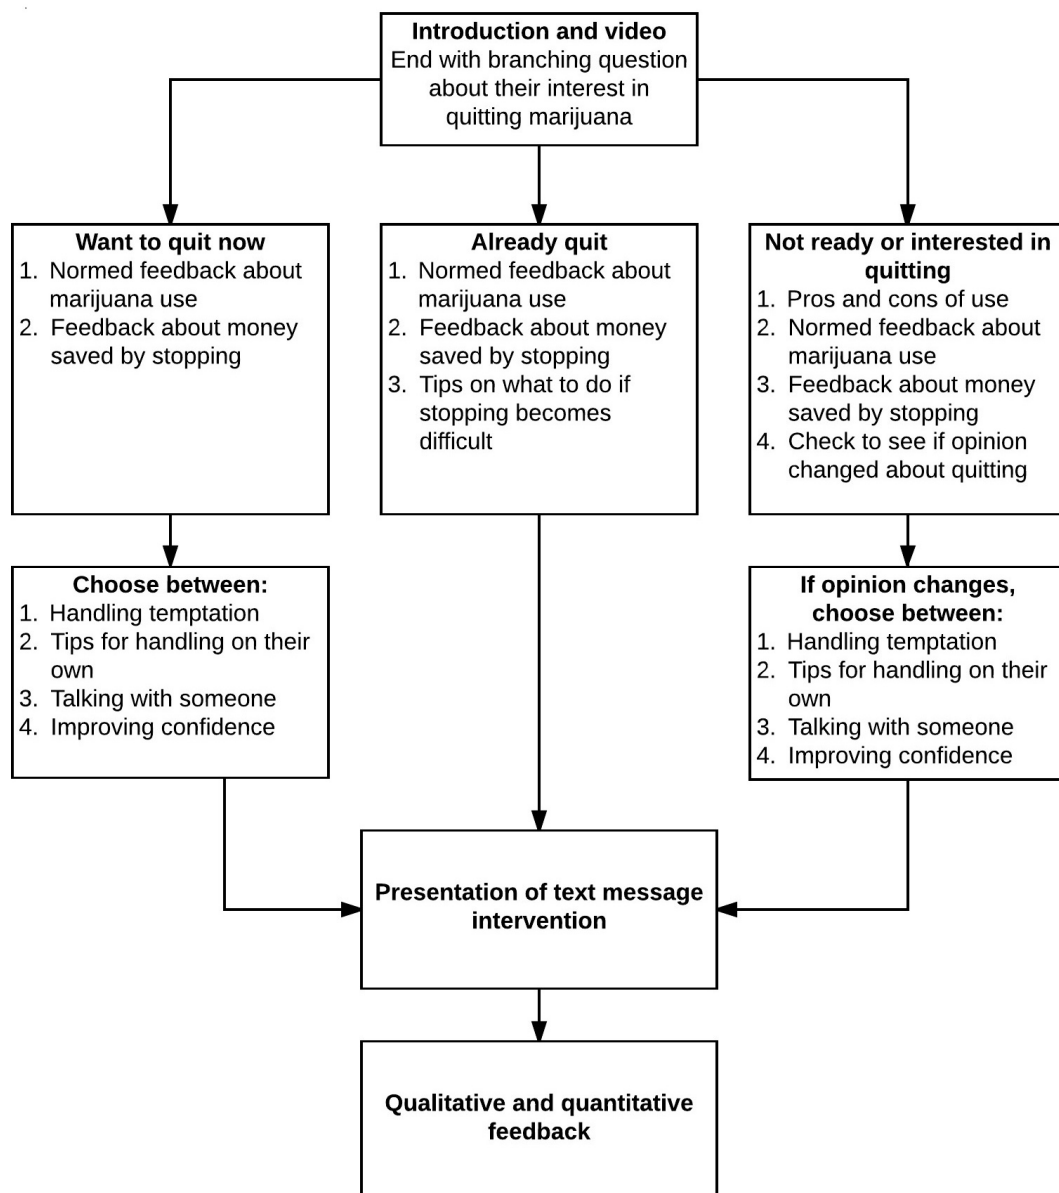 Introduction and video
End with branching question
about their interest in
quitting marijuana
Want to quit now
1. Normed feedback about
marijuana use
2. Feedback about money
saved by stopping
Already quit
1. Normed feedback about
marijuana use
2. Feedback about money
saved by stopping
3. Tips on what to do if
stopping becomes
difficult
Not ready or interested in
quitting
1. Pros and cons of use
2. Normed feedback about
marijuana use
3. Feedback about money
saved by stopping
4. Check to see if opinion
changed about quitting
Choose between:
1. Handling temptation
2. Tips for handling on their
own
3. Talking with someone
4. Improving confidence
If opinion changes,
choose between:
1. Handling temptation
2. Tips for handling on their
own
3. Talking with someone
4. Improving confidence
Presentation of text message
intervention
Qualitative and quantitative
feedback